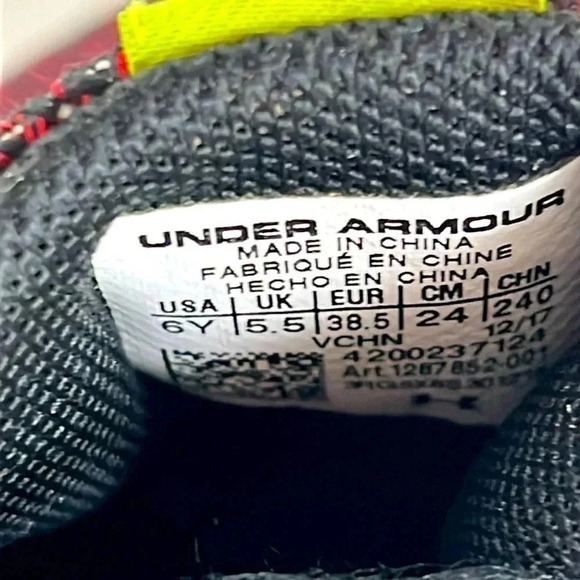 UNDER ARMOUR
MADE IN CHINA
FABRIQUÉ EN CHINE
HECHO EN CHINA
USA UK EUR CM CHN
6Y 5.5 38.5 24 240
VCHN 12/17
4200237124
Art.1287852-001